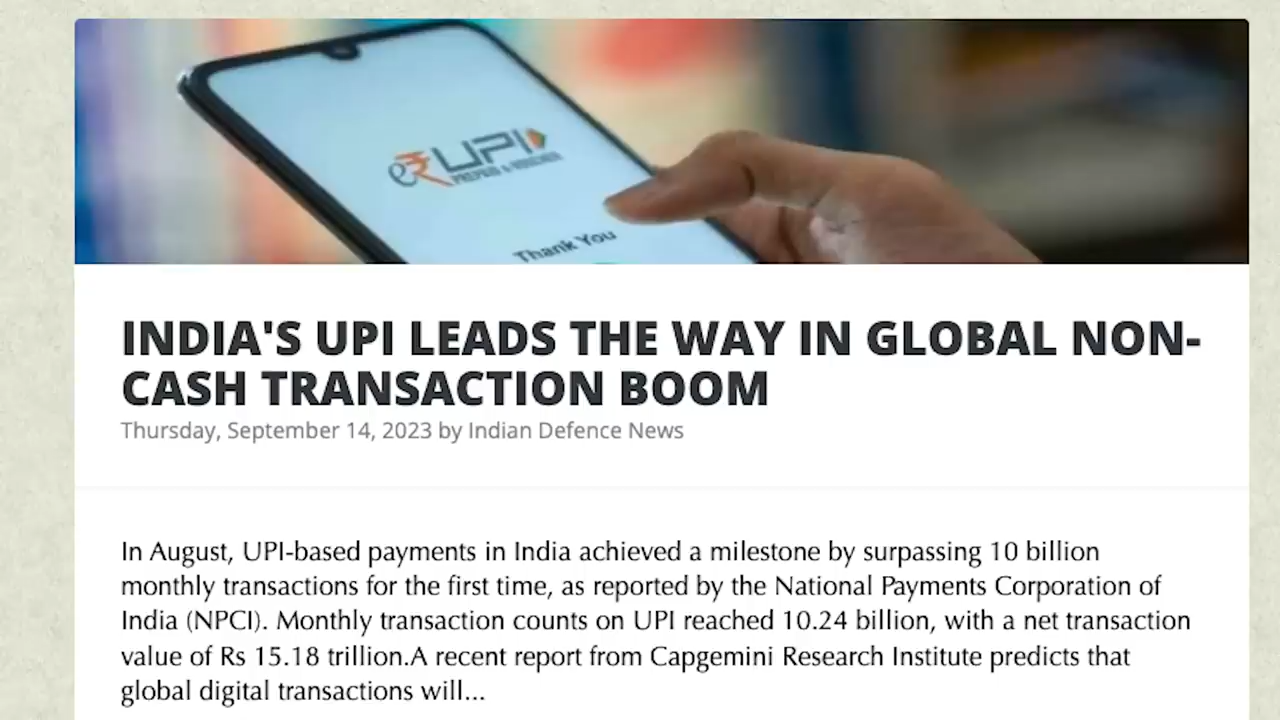 e₹UPI
PREPAID e-VOUCHER
Thank You
INDIA'S UPI LEADS THE WAY IN GLOBAL NON-
CASH TRANSACTION BOOM
Thursday, September 14, 2023 by Indian Defence News
In August, UPI-based payments in India achieved a milestone by surpassing 10 billion
monthly transactions for the first time, as reported by the National Payments Corporation of
India (NPCI). Monthly transaction counts on UPI reached 10.24 billion, with a net transaction
value of Rs 15.18 trillion.A recent report from Capgemini Research Institute predicts that
global digital transactions will...